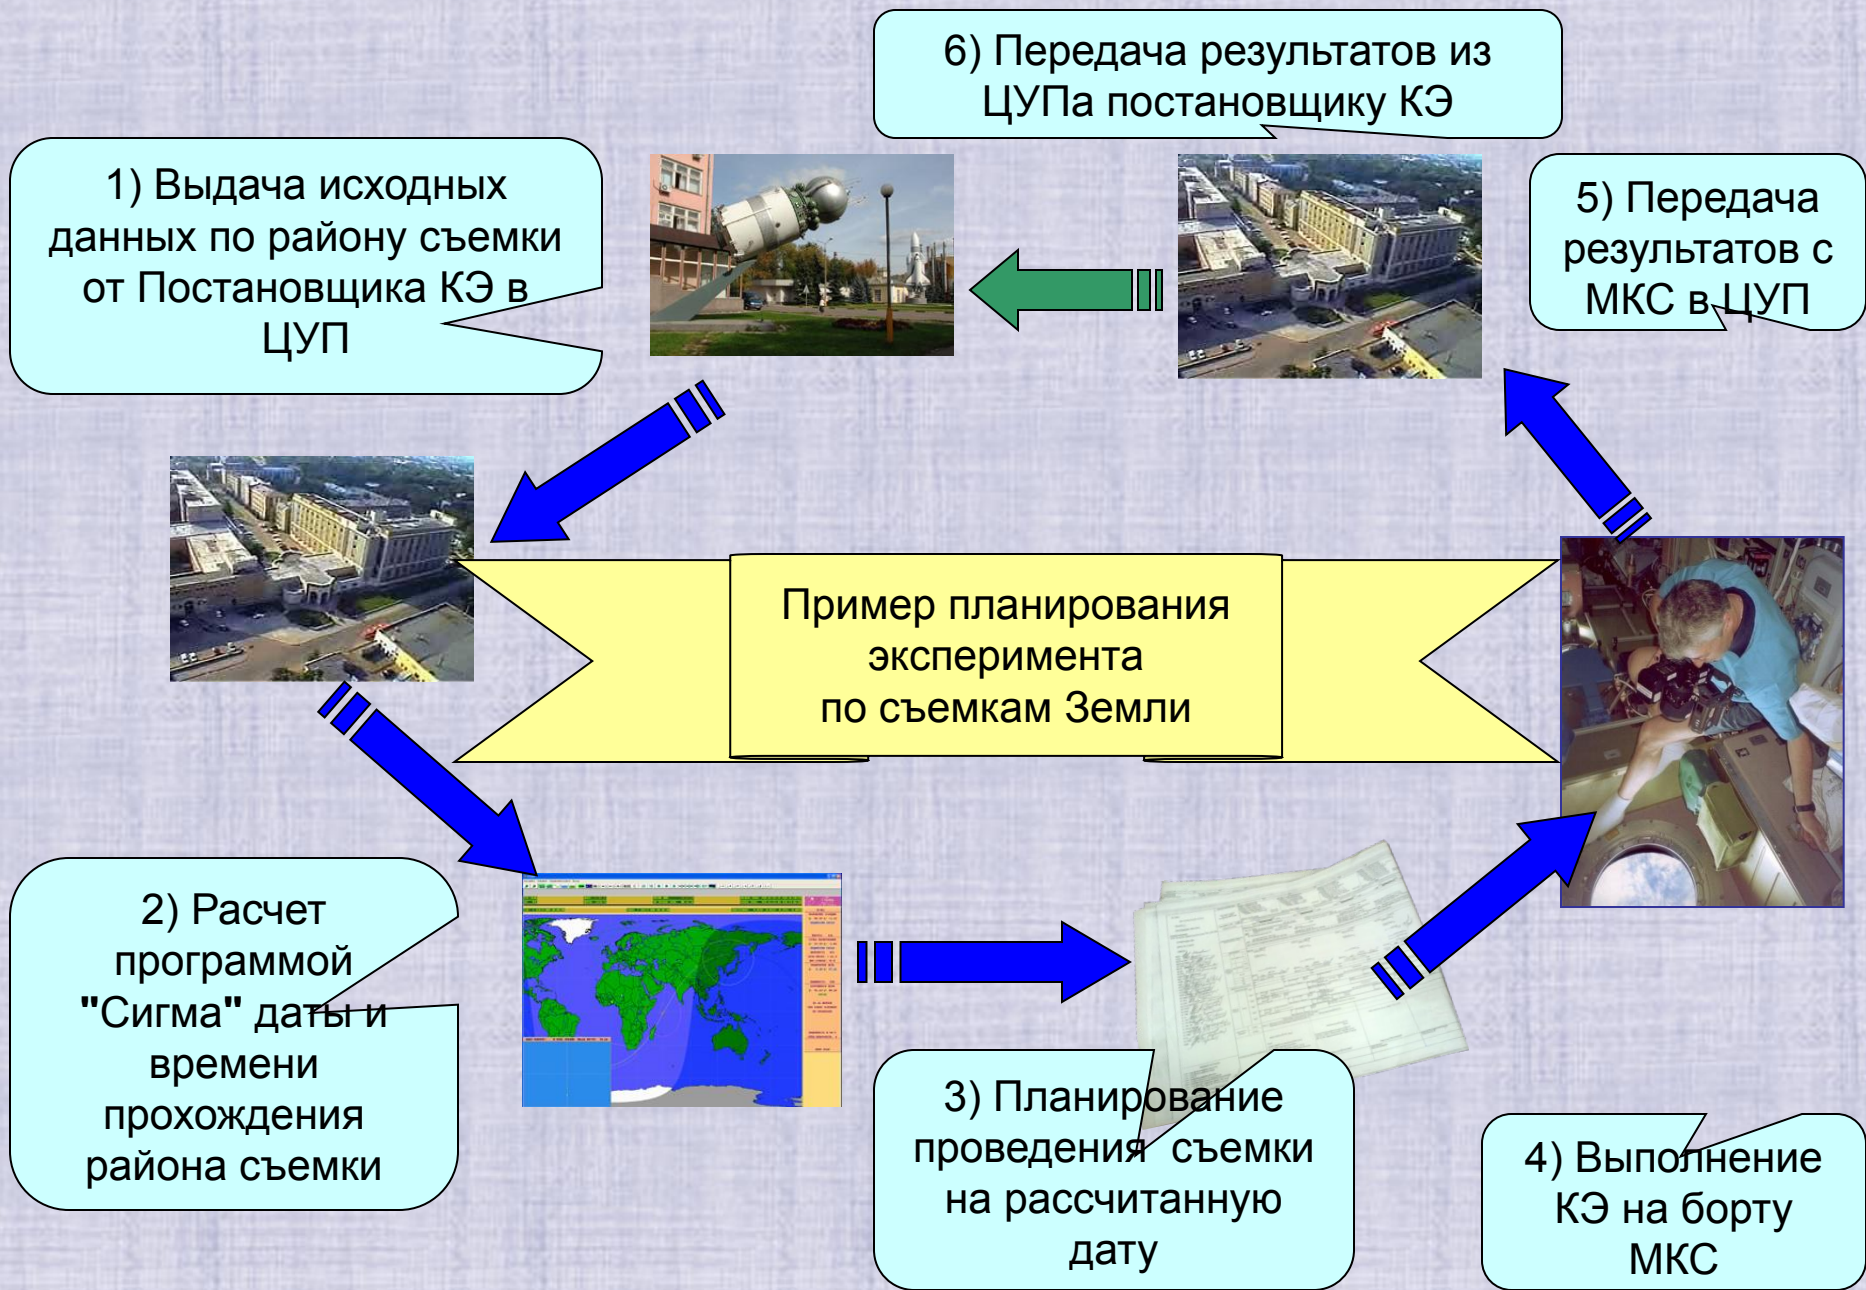 6) Передача результатов из
ЦУПа постановщику КЭ
1) Выдача исходных
данных по району съемки
от Постановщика КЭ в
ЦУП
5) Передача
результатов с
МКС в ЦУП
Пример планирования
эксперимента
по съемкам Земли
2) Расчет
программой
"Сигма" даты и
времени
прохождения
района съемки
3) Планирование
проведения съемки
на рассчитанную
дату
4) Выполнение
КЭ на борту
МКС